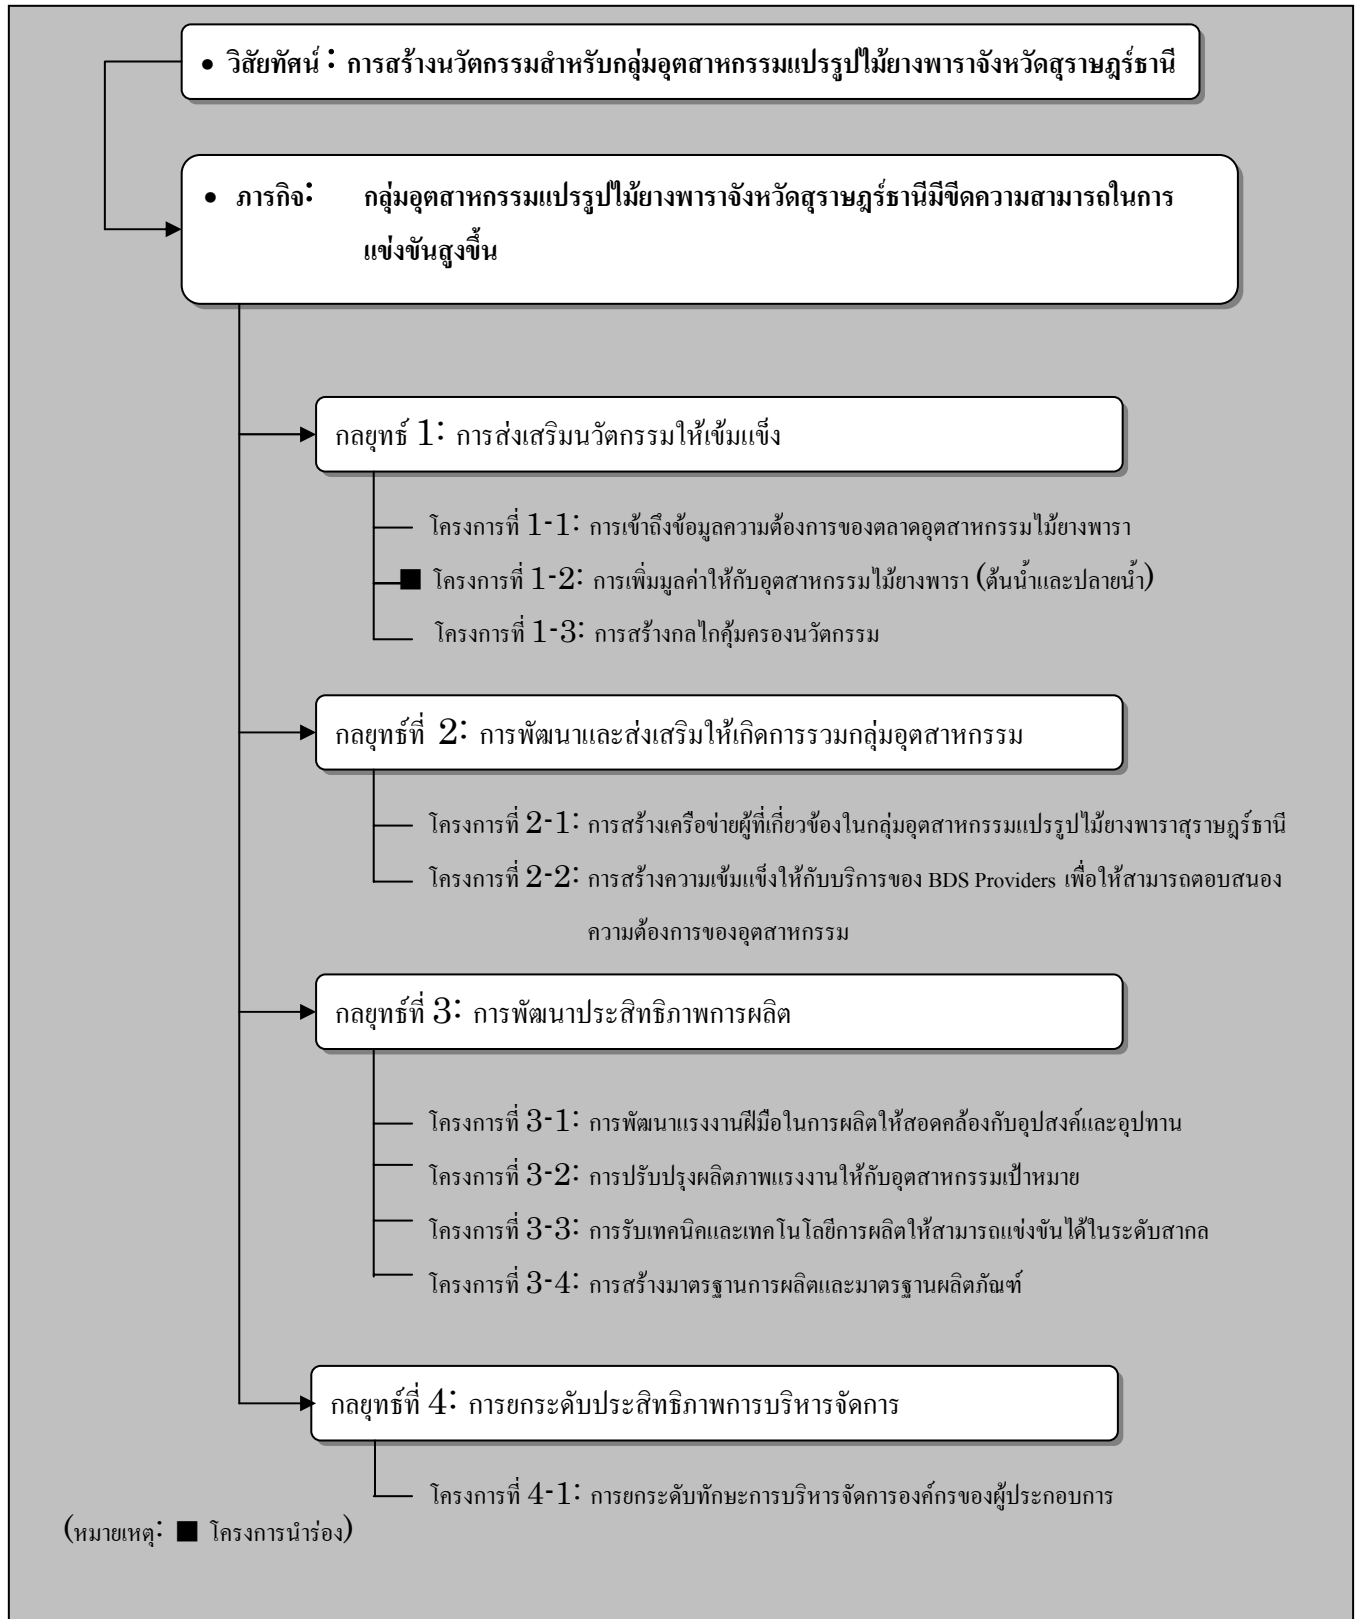 • วิสัยทัศน์ : การสร้างนวัตกรรมสำหรับกลุ่มอุตสาหกรรมแปรรูปไม้ยางพาราจังหวัดสุราษฎร์ธานี
• ภารกิจ: กลุ่มอุตสาหกรรมแปรรูปไม้ยางพาราจังหวัดสุราษฎร์ธานีมีขีดความสามารถในการ
แข่งขันสูงขึ้น
กลยุทธ์ 1: การส่งเสริมนวัตกรรมให้เข้มแข็ง
โครงการที่ 1-1: การเข้าถึงข้อมูลความต้องการของตลาดอุตสาหกรรมไม้ยางพารา
■ โครงการที่ 1-2: การเพิ่มมูลค่าให้กับอุตสาหกรรมไม้ยางพารา (ต้นน้ำและปลายน้ำ)
โครงการที่ 1-3: การสร้างกลไกคุ้มครองนวัตกรรม
กลยุทธ์ที่ 2: การพัฒนาและส่งเสริมให้เกิดการรวมกลุ่มอุตสาหกรรม
โครงการที่ 2-1: การสร้างเครือข่ายผู้ที่เกี่ยวข้องในกลุ่มอุตสาหกรรมแปรรูปไม้ยางพาราสุราษฎร์ธานี
โครงการที่ 2-2: การสร้างความเข้มแข็งให้กับบริการของ BDS Providers เพื่อให้สามารถตอบสนอง
ความต้องการของอุตสาหกรรม
กลยุทธ์ที่ 3: การพัฒนาประสิทธิภาพการผลิต
โครงการที่ 3-1: การพัฒนาแรงงานฝีมือในการผลิตให้สอดคล้องกับอุปสงค์และอุปทาน
โครงการที่ 3-2: การปรับปรุงผลิตภาพแรงงานให้กับอุตสาหกรรมเป้าหมาย
โครงการที่ 3-3: การรับเทคนิคและเทคโนโลยีการผลิตให้สามารถแข่งขันได้ในระดับสากล
โครงการที่ 3-4: การสร้างมาตรฐานการผลิตและมาตรฐานผลิตภัณฑ์
กลยุทธ์ที่ 4: การยกระดับประสิทธิภาพการบริหารจัดการ
โครงการที่ 4-1: การยกระดับทักษะการบริหารจัดการองค์กรของผู้ประกอบการ
(หมายเหตุ: ■ โครงการนำร่อง)